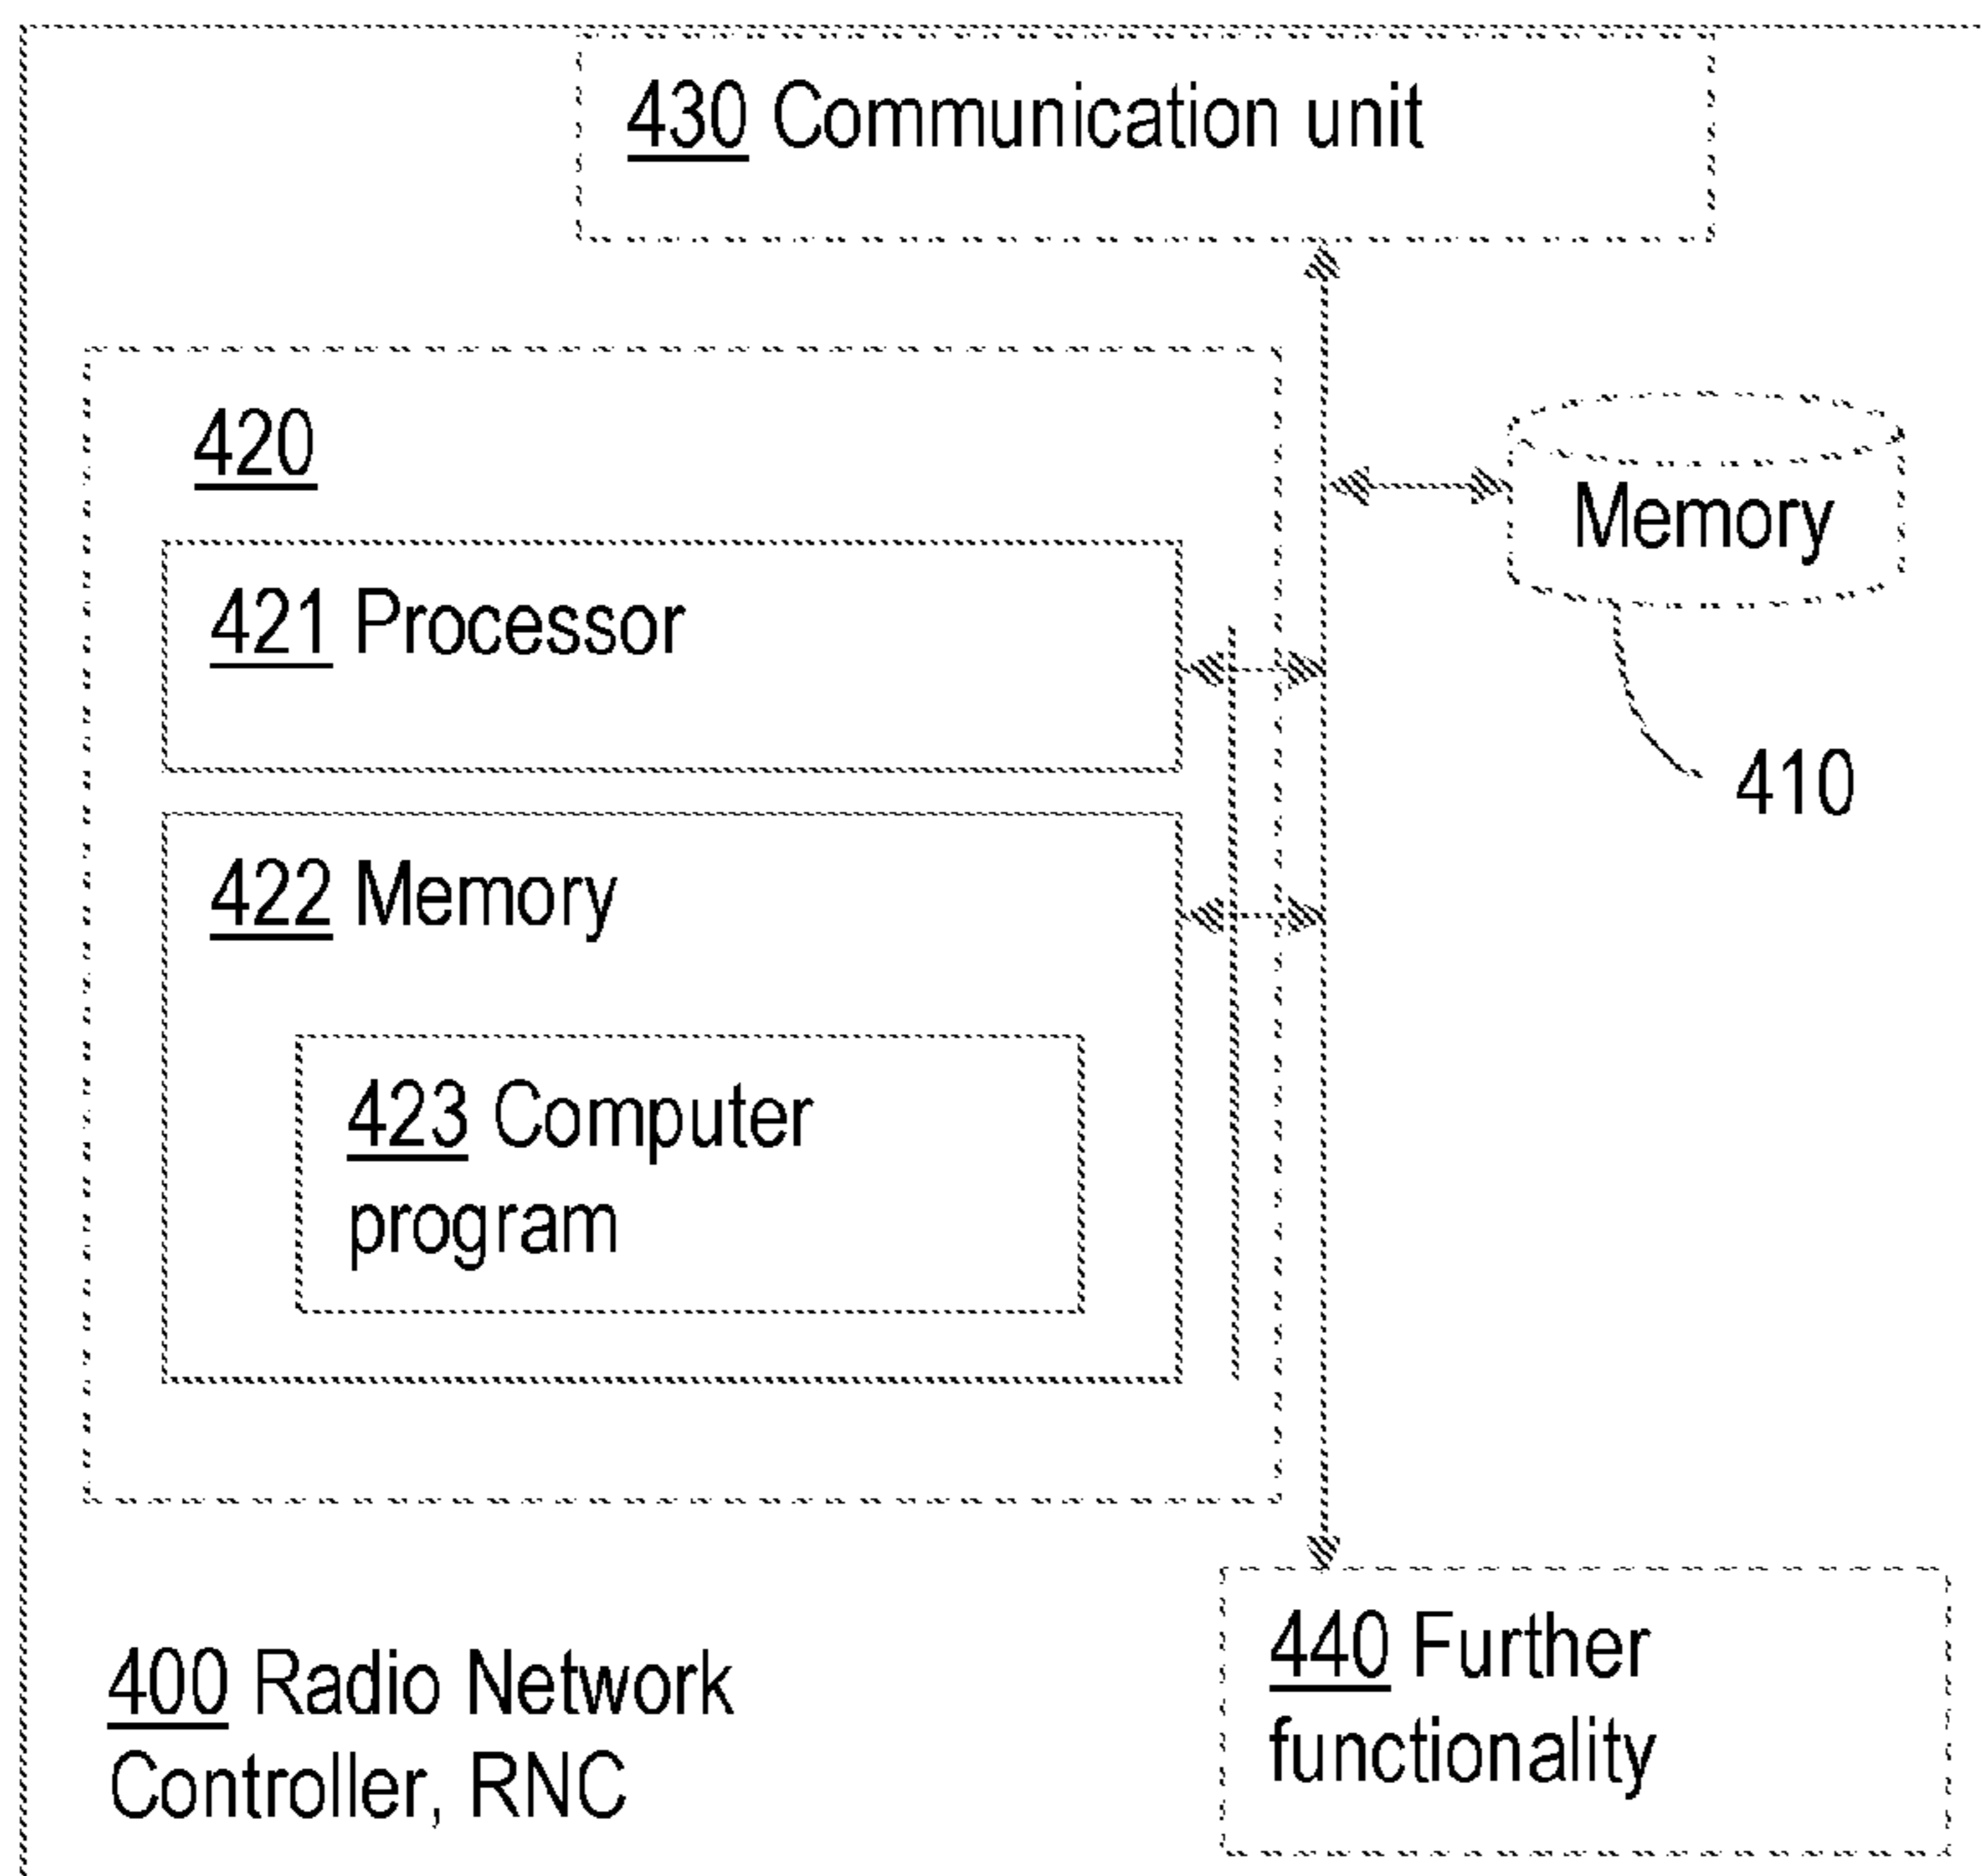 430 Communication unit
420
Memory
421 Processor
410
422 Memory
423 Computer
program
400 Radio Network
Controller, RNC
440 Further
functionality